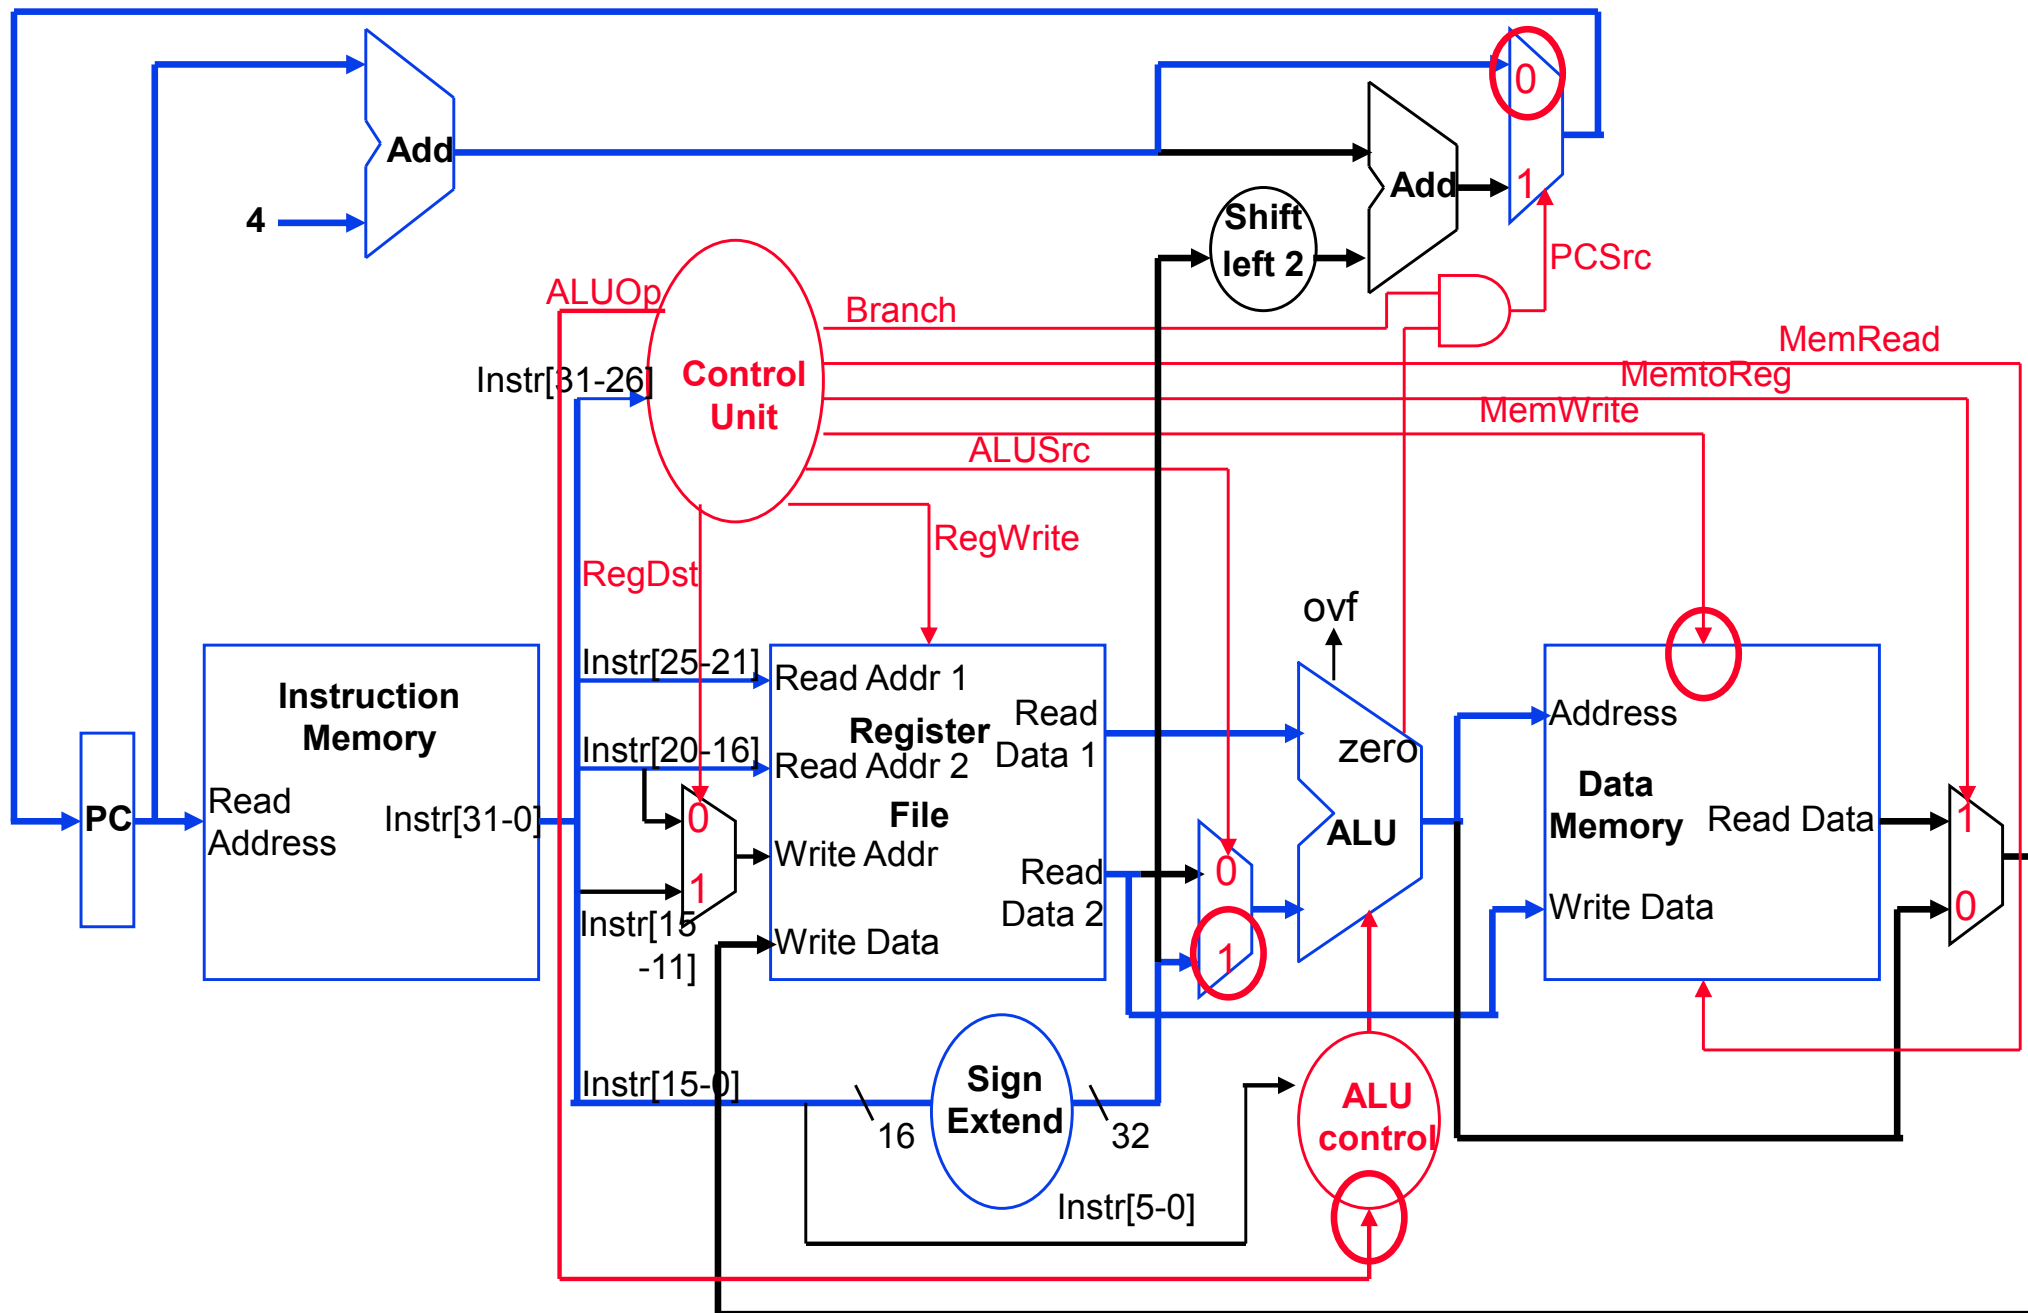 0
Add
1
Add
4
Shift
left 2
PCSrc
ALUOp
Branch
MemRead
Instr[31-26]
Control
Unit
MemtoReg
MemWrite
ALUSrc
RegWrite
RegDst
ovf
Instr[25-21]
Read Addr 1
Instruction
Memory
Read
Data 1
Register
Instr[20-16]
Read Addr 2
zero
Address
Data
Memory
PC
Read
Address
Instr[31-0]
0
File
ALU
Read Data
1
Write Addr
1
Read
Data 2
0
Write Data
0
Instr[15
-11]
Write Data
1
Instr[15-0]
Sign
Extend
16
32
ALU
control
Instr[5-0]